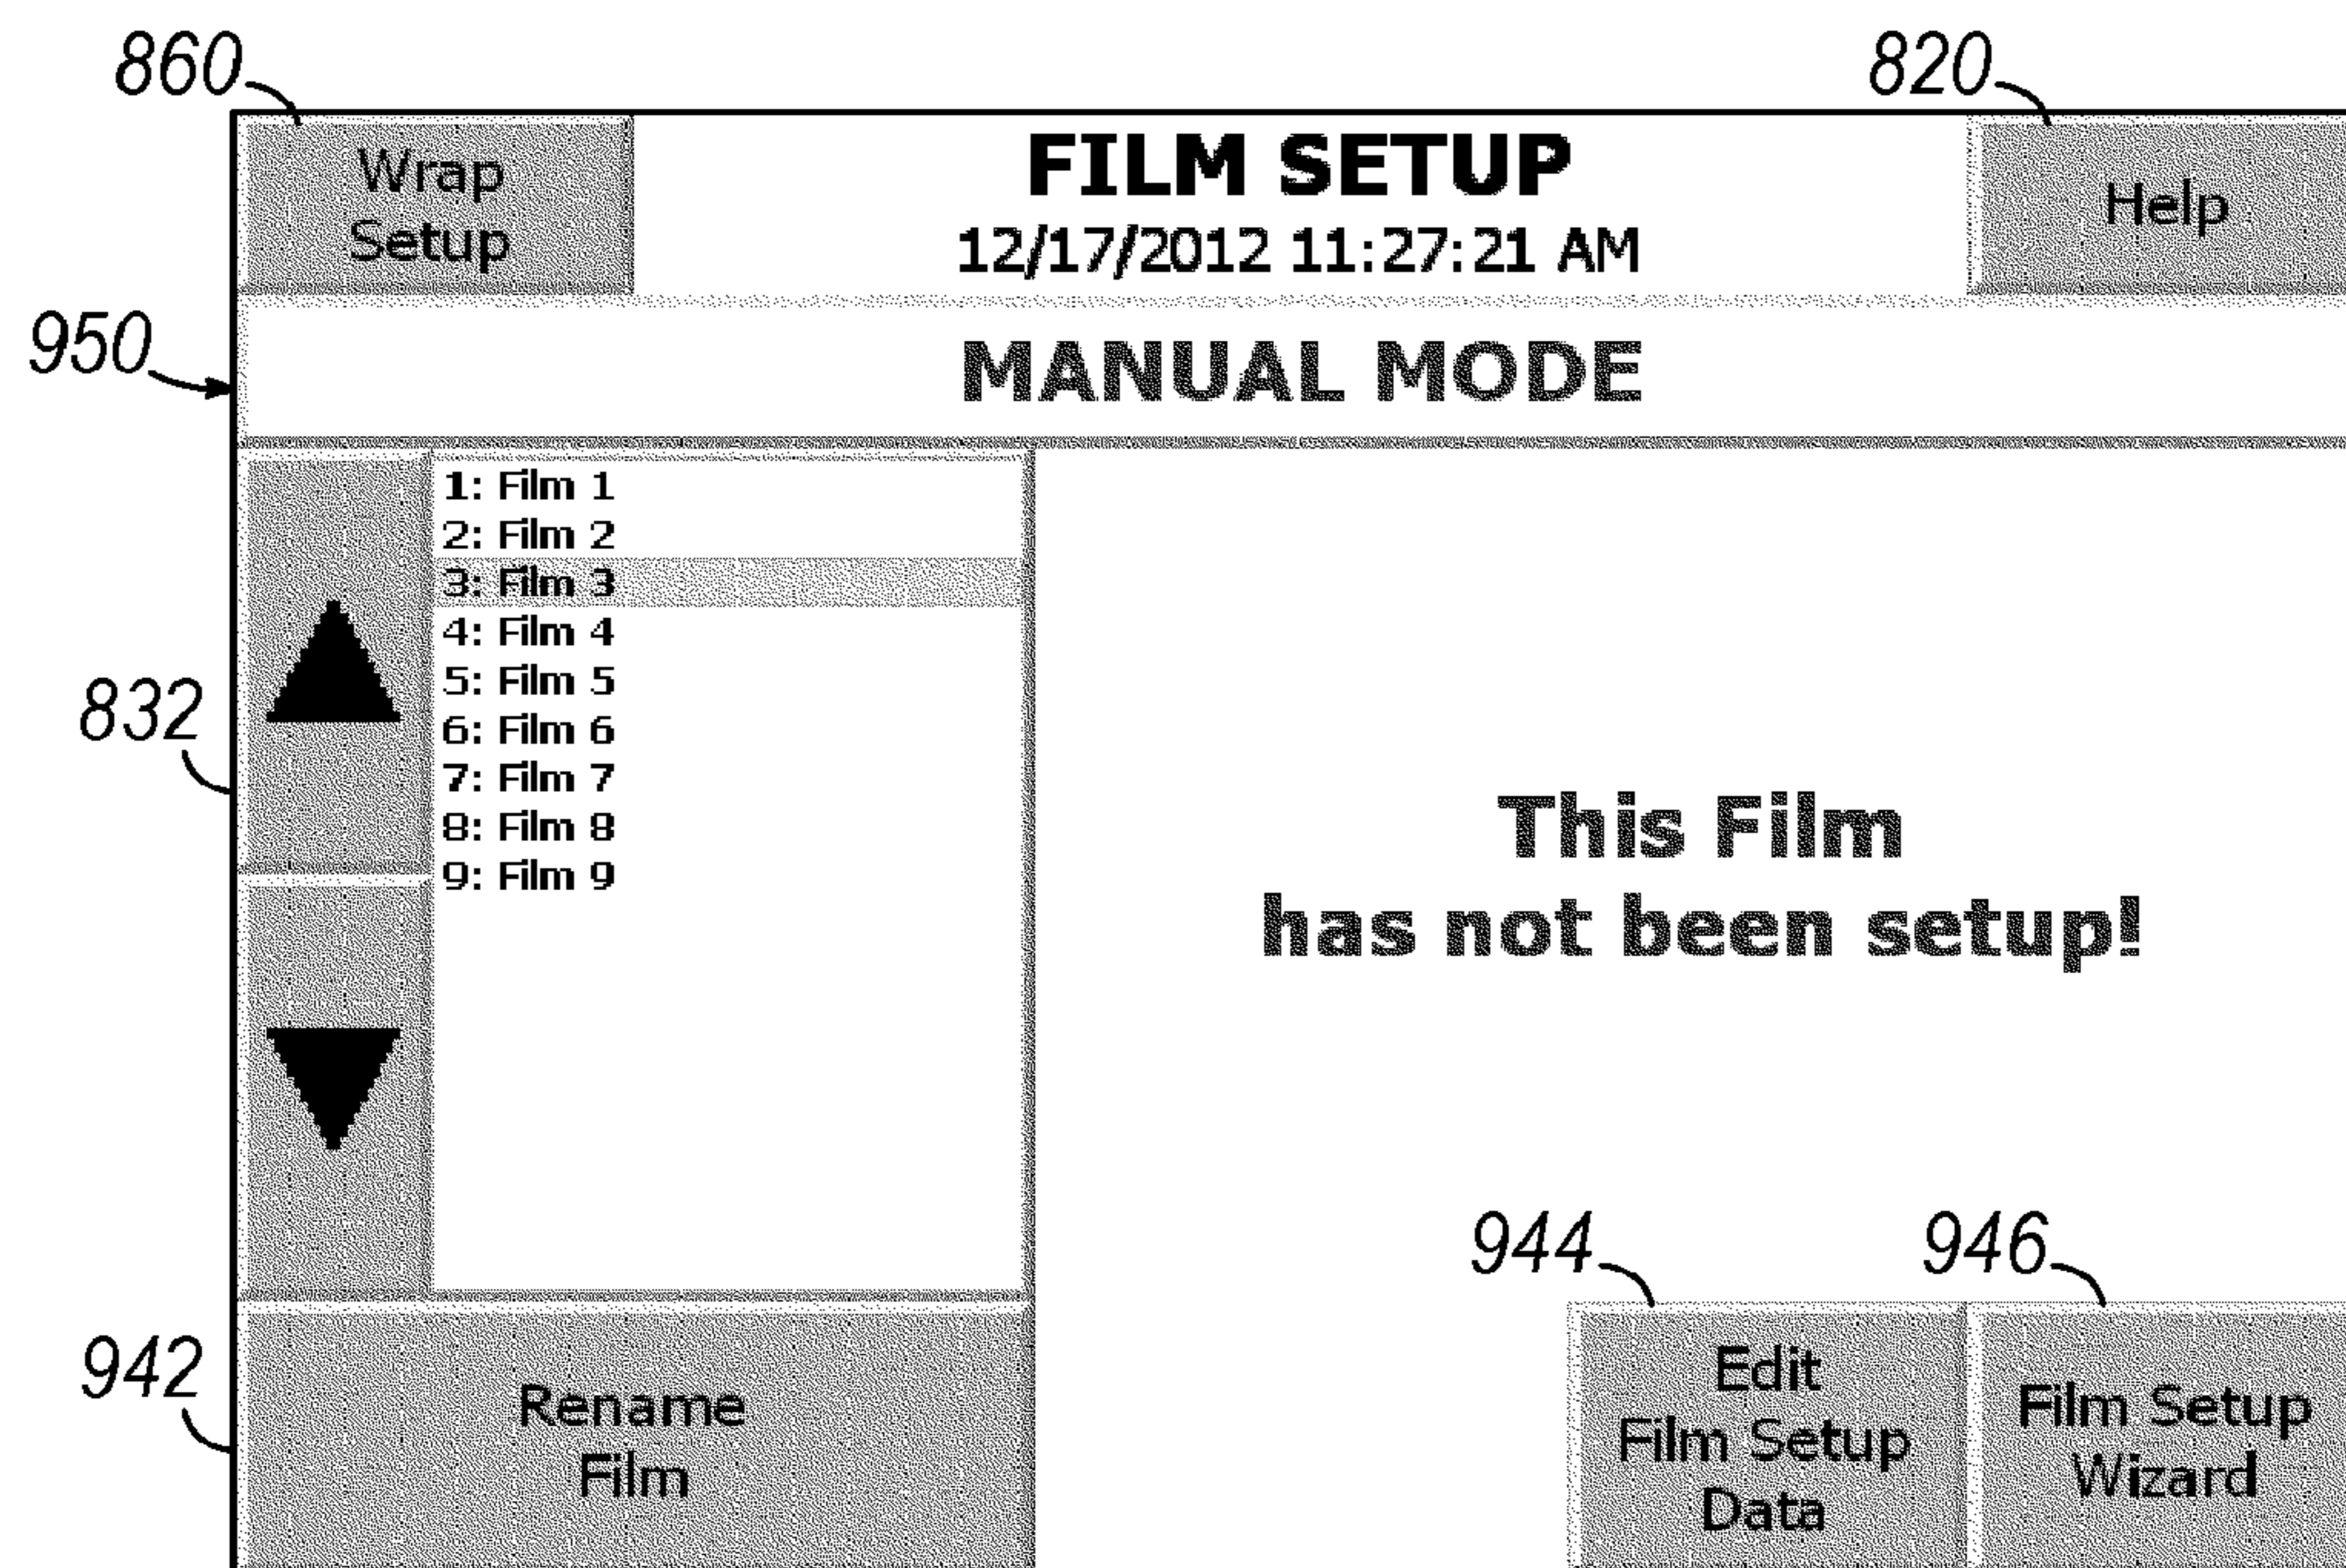 860
820
Wrap
Setup
FILM SETUP
12/17/2012 11:27:21 AM
Help
950
MANUAL MODE
1: Film 1
2: Film 2
3: Film 3
4: Film 4
5: Film 5
6: Film 6
7: Film 7
8: Film 8
9: Film 9
832
This Film
has not been setup!
944
946
942
Rename
Film
Edit
Film Setup
Data
Film Setup
Wizard